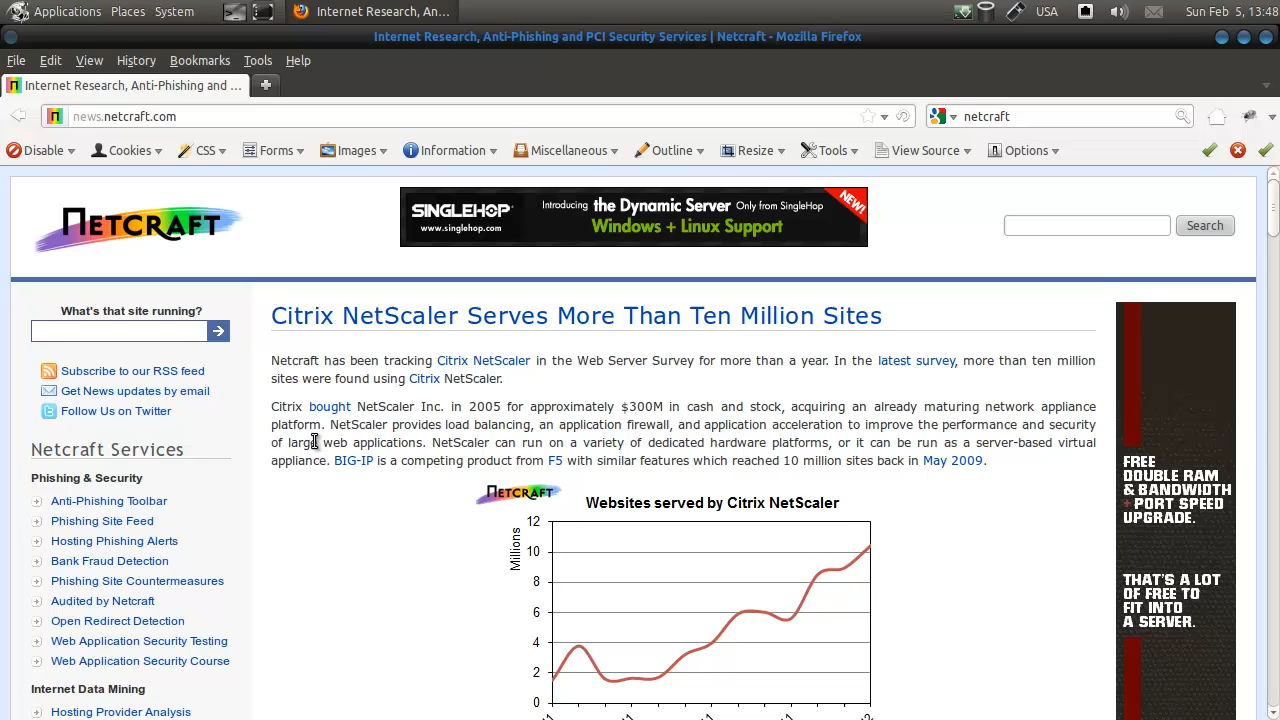 Applications Places System Internet Research, An... USA Sun Feb 5, 13:48
Internet Research, Anti-Phishing and PCI Security Services | Netcraft - Mozilla Firefox
File Edit View History Bookmarks Tools Help
Internet Research, Anti-Phishing and ...
news.netcraft.com netcraft
Disable Cookies CSS Forms Images Information Miscellaneous Outline Resize Tools View Source Options
NETCRAFT
SINGLEHOP
www.singlehop.com
Introducing the Dynamic Server Only from SingleHop
Windows + Linux Support
NEW!
Search
What's that site running?
Subscribe to our RSS feed
Get News updates by email
Follow Us on Twitter
Netcraft Services
Phishing & Security
Anti-Phishing Toolbar
Phishing Site Feed
Hosting Phishing Alerts
Bank Fraud Detection
Phishing Site Countermeasures
Audited by Netcraft
Open Redirect Detection
Web Application Security Testing
Web Application Security Course
Internet Data Mining
Hosting Provider Analysis
Citrix NetScaler Serves More Than Ten Million Sites
Netcraft has been tracking Citrix NetScaler in the Web Server Survey for more than a year. In the latest survey, more than ten million
sites were found using Citrix NetScaler.
Citrix bought NetScaler Inc. in 2005 for approximately $300M in cash and stock, acquiring an already maturing network appliance
platform. NetScaler provides load balancing, an application firewall, and application acceleration to improve the performance and security
of large web applications. NetScaler can run on a variety of dedicated hardware platforms, or it can be run as a server-based virtual
appliance. BIG-IP is a competing product from F5 with similar features which reached 10 million sites back in May 2009.
NETCRAFT
Websites served by Citrix NetScaler
Millions
12
10
8
6
4
2
0
FREE
DOUBLE RAM
& BANDWIDTH
+ PORT SPEED
UPGRADE.
THAT'S A LOT
OF FREE TO
FIT INTO
A SERVER.